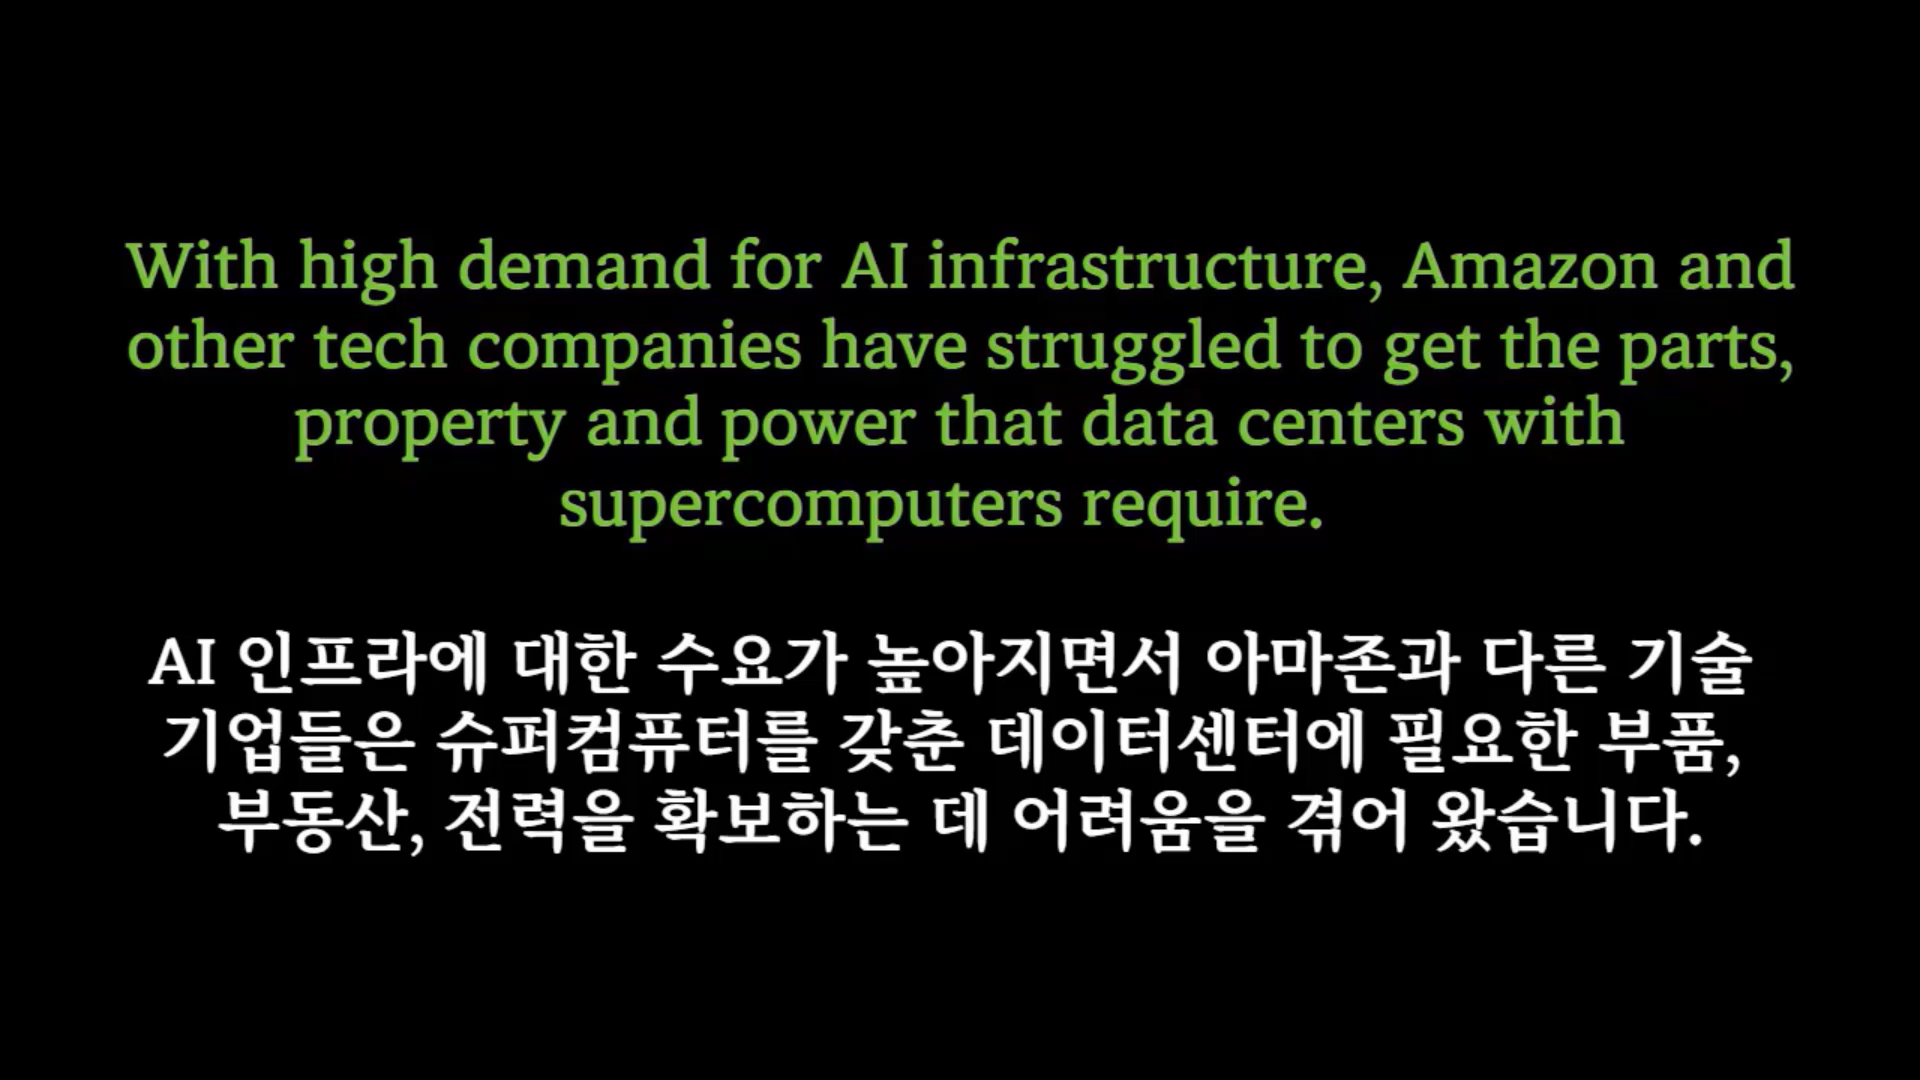 With high demand for AI infrastructure, Amazon and
other tech companies have struggled to get the parts,
property and power that data centers with
supercomputers require.
AI 인프라에 대한 수요가 높아지면서 아마존과 다른 기술
기업들은 슈퍼컴퓨터를 갖춘 데이터센터에 필요한 부품,
부동산, 전력을 확보하는 데 어려움을 겪어 왔습니다.